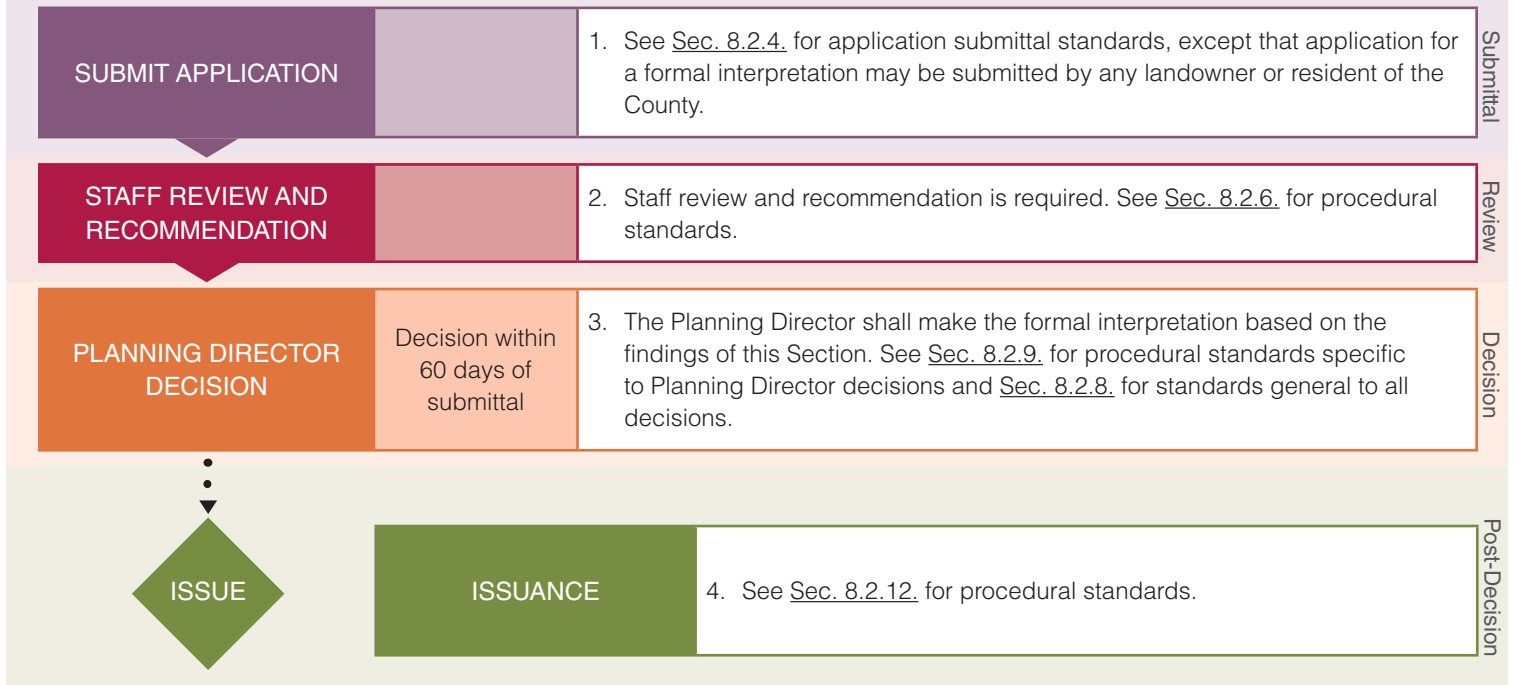 SUBMIT APPLICATION
1. See Sec. 8.2.4. for application submittal standards, except that application for
a formal interpretation may be submitted by any landowner or resident of the
County.
Submittal
STAFF REVIEW AND
RECOMMENDATION
2. Staff review and recommendation is required. See Sec. 8.2.6. for procedural
standards.
Review
PLANNING DIRECTOR
DECISION
Decision within
60 days of
submittal
3. The Planning Director shall make the formal interpretation based on the
findings of this Section. See Sec. 8.2.9. for procedural standards specific
to Planning Director decisions and Sec. 8.2.8. for standards general to all
decisions.
Decision
ISSUE
ISSUANCE
4. See Sec. 8.2.12. for procedural standards.
Post-Decision